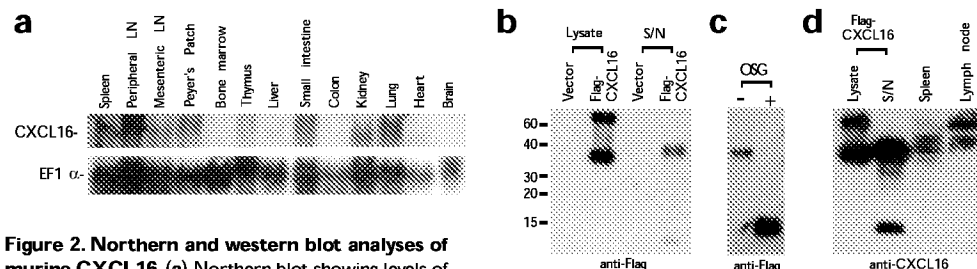 a
Spleen
Peripheral LN
Mesenteric LN
Peyer's Patch
Bone marrow
Thymus
Liver
Small intestine
Colon
Kidney
Lung
Heart
Brain
CXCL16-
EF1 α-
Figure 2. Northern and western blot analyses of
murine CXCL16. (a) Northern blot showing levels of
b
Lysate
S/N
Vector
Flag-
CXCL16
Vector
Flag-
CXCL16
60
40
30
20
15
anti-Flag
c
OSG
- +
anti-Flag
d
Flag-
CXCL16
Lysate
S/N
Spleen
Lymph node
anti-CXCL16